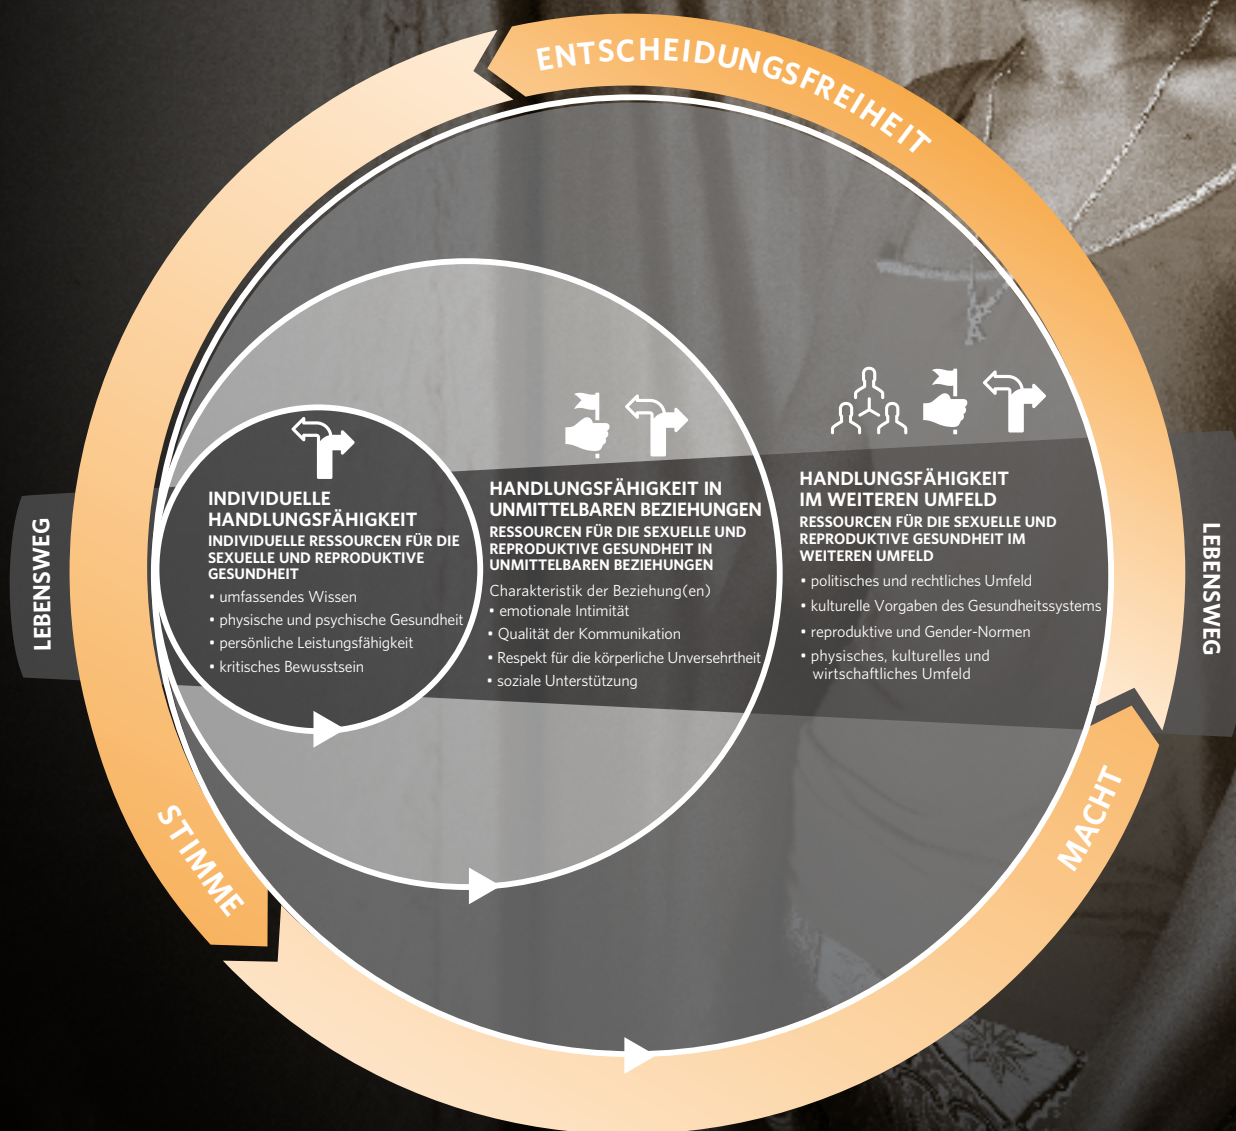 ENTSCHEIDUNGSFREIHEIT
LEBENSWEG
INDIVIDUELLE
HANDLUNGSFÄHIGKEIT
INDIVIDUELLE RESSOURCEN FÜR DIE
SEXUELLE UND REPRODUKTIVE
GESUNDHEIT
• umfassendes Wissen
• physische und psychische Gesundheit
• persönliche Leistungsfähigkeit
• kritisches Bewusstsein
HANDLUNGSFÄHIGKEIT IN
UNMITTELBAREN BEZIEHUNGEN
RESSOURCEN FÜR DIE SEXUELLE UND
REPRODUKTIVE GESUNDHEIT IN
UNMITTELBAREN BEZIEHUNGEN
Charakteristik der Beziehung(en)
• emotionale Intimität
• Qualität der Kommunikation
• Respekt für die körperliche Unversehrtheit
• soziale Unterstützung
HANDLUNGSFÄHIGKEIT
IM WEITEREN UMFELD
RESSOURCEN FÜR DIE SEXUELLE UND
REPRODUKTIVE GESUNDHEIT IM
WEITEREN UMFELD
• politisches und rechtliches Umfeld
• kulturelle Vorgaben des Gesundheitssystems
• reproduktive und Gender-Normen
• physisches, kulturelles und
wirtschaftliches Umfeld
LEBENSWEG
STIMME
MACHT